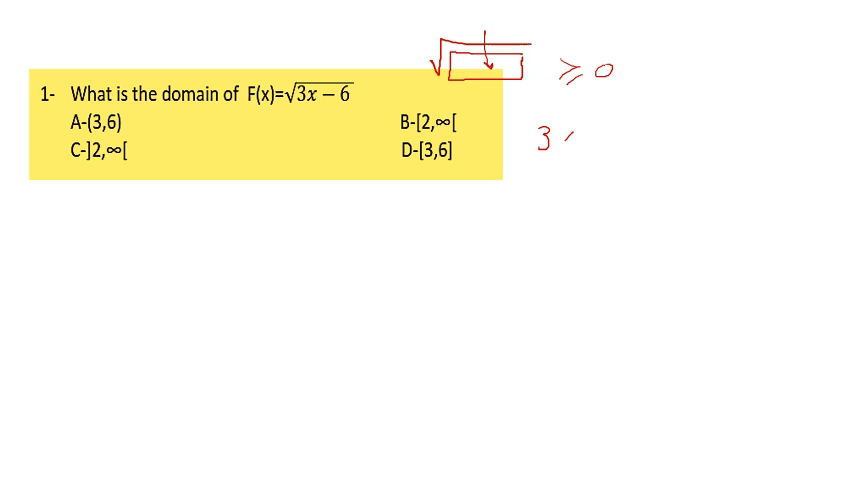 1- What is the domain of F(x)=√3x − 6
A-(3,6) B-[2,∞[
C-]2,∞[ D-[3,6]
√ ≥ 0
3